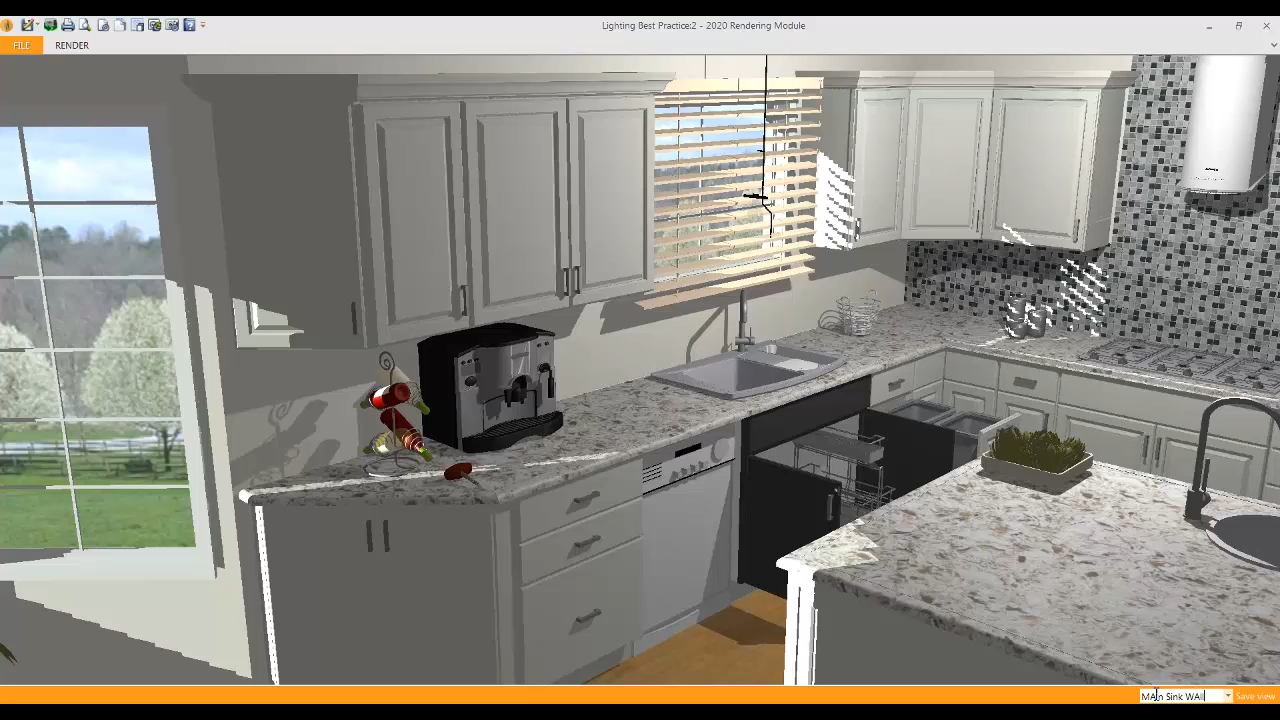 Lighting Best Practice:2 - 2020 Rendering Module
FILE RENDER
MAin Sink WAll Save view